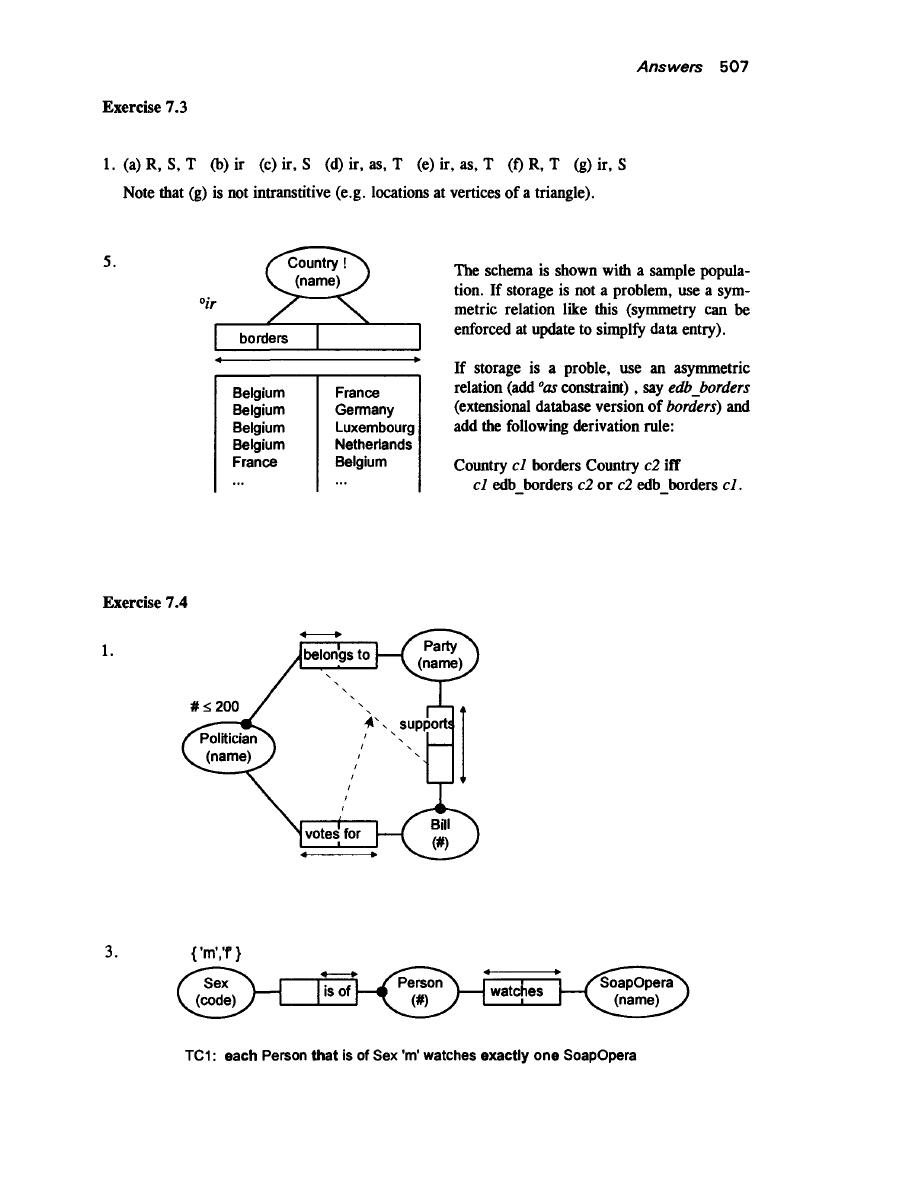 Answers 507
Exercise 7.3
1. (a) R, S, T (b) ir (c) ir, S (d) ir, as, T (e) ir, as, T (f) R, T (g) ir, S
Note that (g) is not intranstitive (e.g. locations at vertices of a triangle).
5.
Country !
(name)
°ir
borders
Belgium France
Belgium Germany
Belgium Luxembourg
Belgium Netherlands
France Belgium
... ...
The schema is shown with a sample popula-
tion. If storage is not a problem, use a sym-
metric relation like this (symmetry can be
enforced at update to simplfy data entry).
If storage is a proble, use an asymmetric
relation (add °as constraint) , say edb_borders
(extensional database version of borders) and
add the following derivation rule:
Country c1 borders Country c2 iff
c1 edb_borders c2 or c2 edb_borders c1.
Exercise 7.4
1.
belongs to
Party
(name)
# ≤ 200
supports
Politician
(name)
votes for
Bill
(#)
3.
{'m','f'}
Sex
(code)
is of
Person
(#)
watches
SoapOpera
(name)
TC1: each Person that is of Sex 'm' watches exactly one SoapOpera